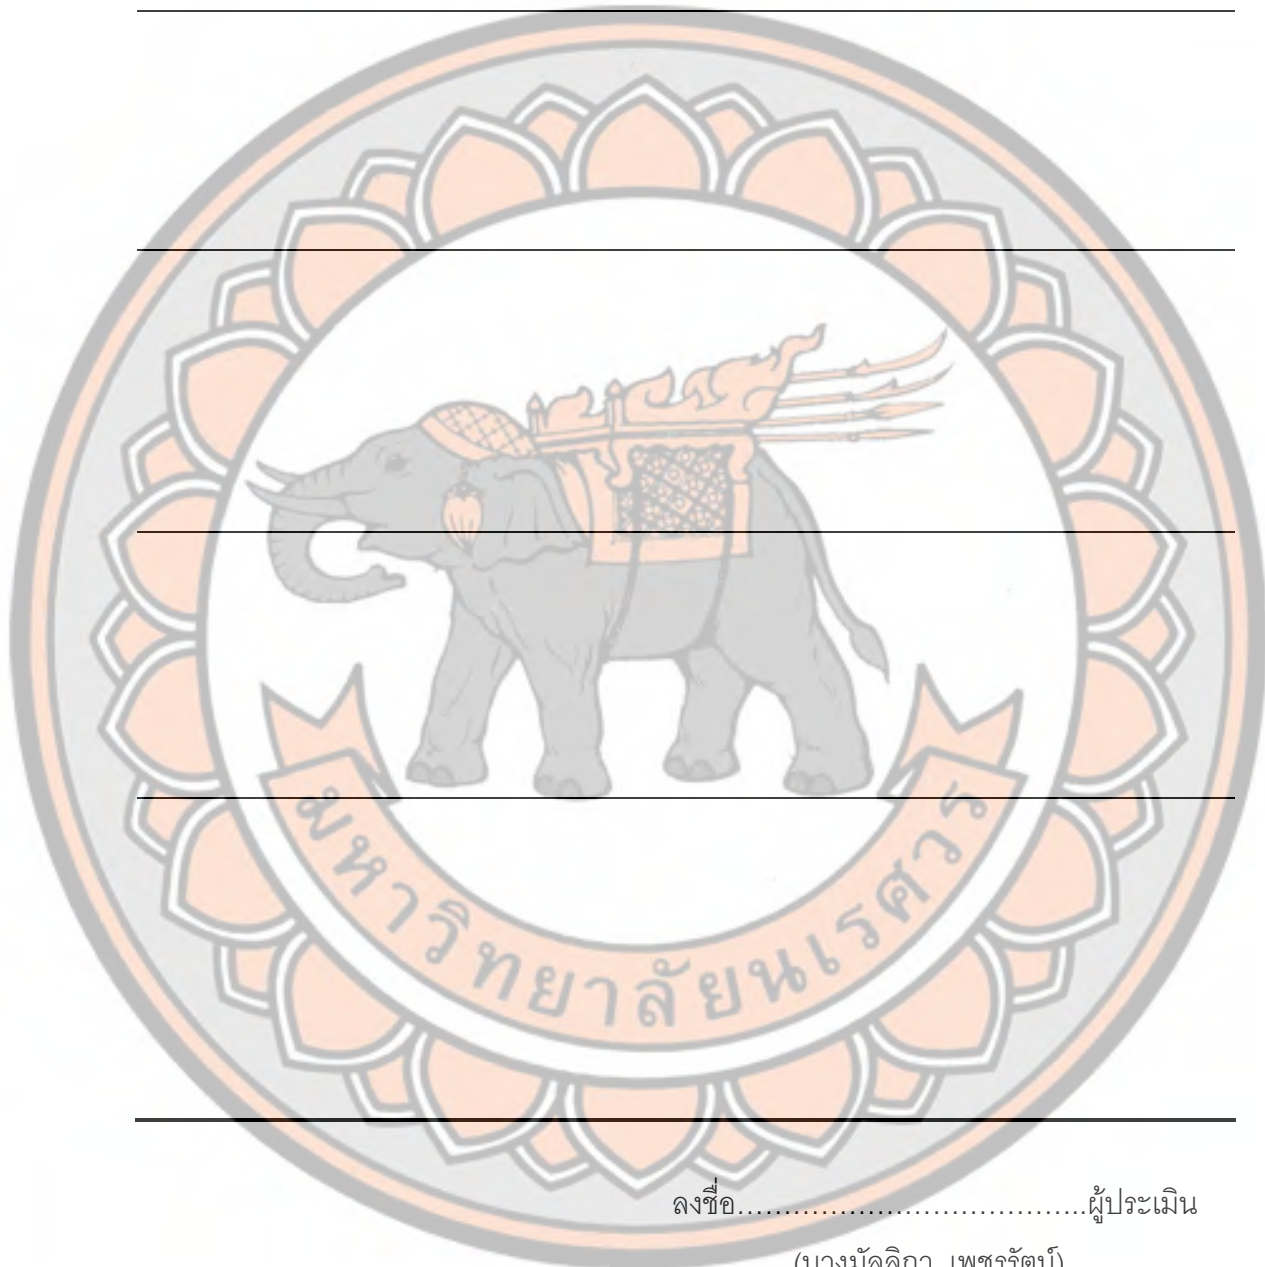 มหาวิทยาลัยนเรศวร
ลงชื่อ.......................................ผู้ประเมิน
(นางมัลลิกา เพชรรัตน์)